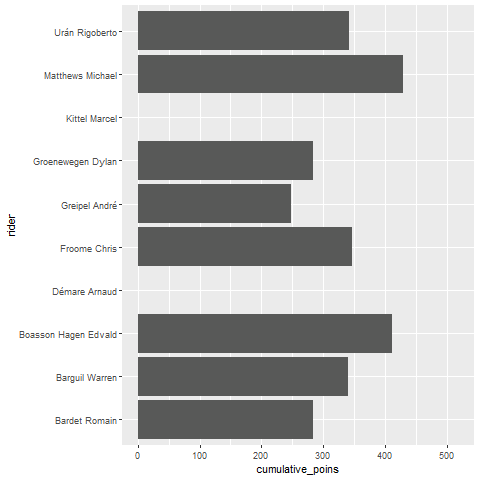 Urán Rigoberto
Matthews Michael
Kittel Marcel
Groenewegen Dylan
Greipel André
Froome Chris
Démare Arnaud
Boasson Hagen Edvald
Barguil Warren
Bardet Romain
rider
0 100 200 300 400 500
cumulative_poins